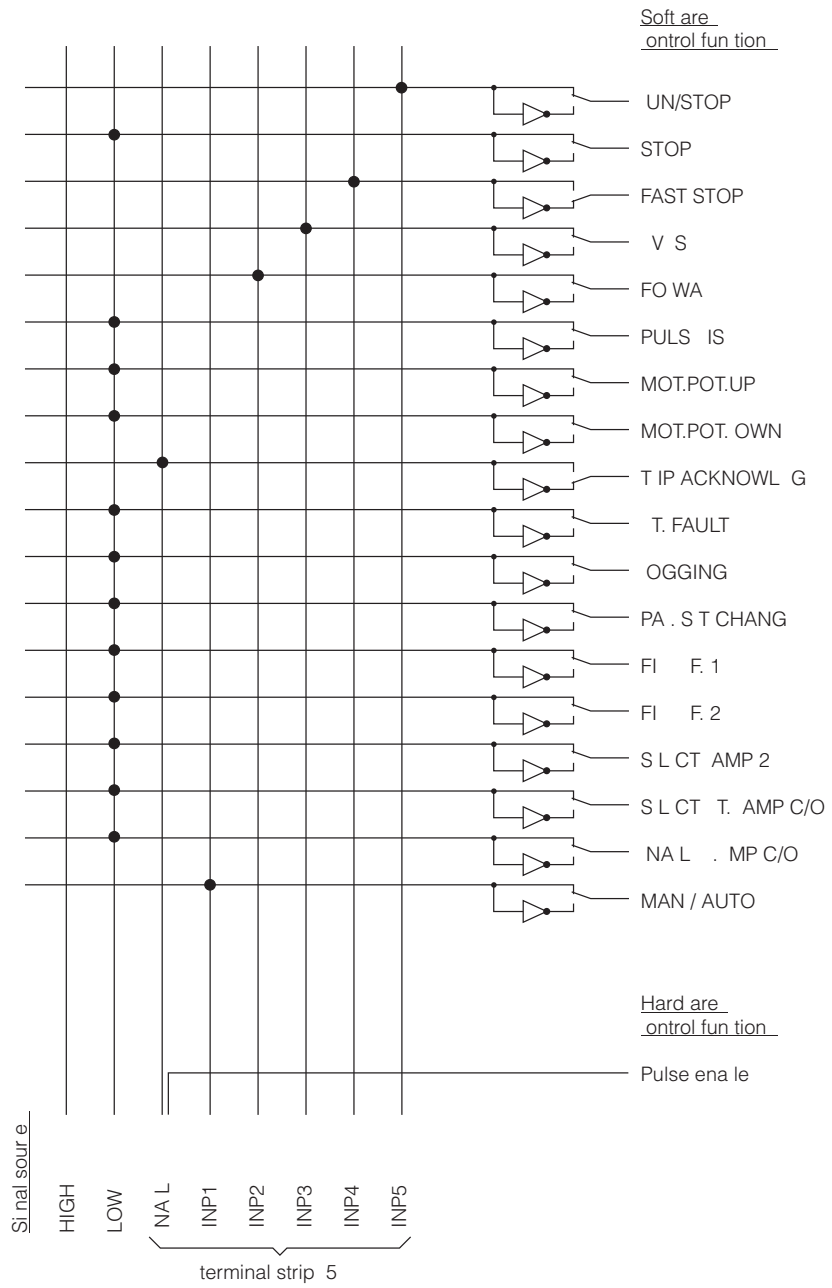 Soft are
ontrol fun tion
UN/STOP
STOP
FAST STOP
V S
FO WA
PULS IS
MOT.POT.UP
MOT.POT. OWN
T IP ACKNOWL G
T. FAULT
OGGING
PA . S T CHANG
FI F. 1
FI F. 2
S L CT AMP 2
S L CT T. AMP C/O
NA L . MP C/O
MAN / AUTO
Hard are
ontrol fun tion
Pulse ena le
Si nal sour e
HIGH
LOW
NA L
INP1
INP2
INP3
INP4
INP5
terminal strip 5